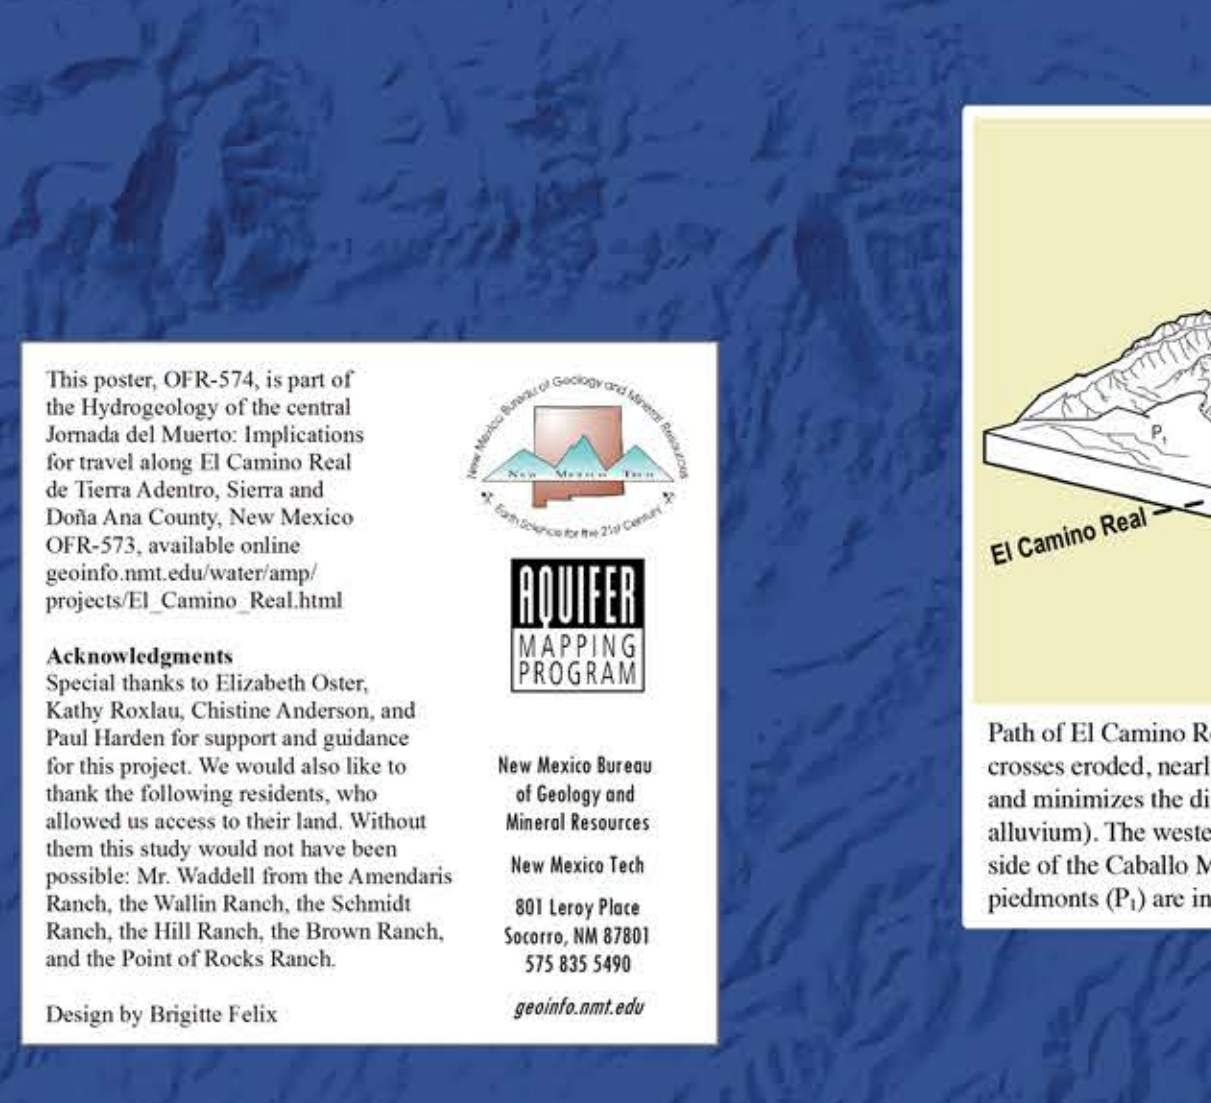 This poster, OFR-574, is part of
the Hydrogeology of the central
Jornada del Muerto: Implications
for travel along El Camino Real
de Tierra Adentro, Sierra and
Doña Ana County, New Mexico
OFR-573, available online
geoinfo.nmt.edu/water/amp/
projects/El_Camino_Real.html
Acknowledgments
Special thanks to Elizabeth Oster,
Kathy Roxlau, Chistine Anderson, and
Paul Harden for support and guidance
for this project. We would also like to
thank the following residents, who
allowed us access to their land. Without
them this study would not have been
possible: Mr. Waddell from the Amendaris
Ranch, the Wallin Ranch, the Schmidt
Ranch, the Hill Ranch, the Brown Ranch,
and the Point of Rocks Ranch.
Design by Brigitte Felix
New Mexico Bureau of Geology and Mineral Resources
New Mexico Tech
Earth Science for the 21st Century
AQUIFER
MAPPING
PROGRAM
New Mexico Bureau
of Geology and
Mineral Resources
New Mexico Tech
801 Leroy Place
Socorro, NM 87801
575 835 5490
geoinfo.nmt.edu
P₁
El Camino Real
Path of El Camino R
crosses eroded, nearl
and minimizes the di
alluvium). The weste
side of the Caballo M
piedmonts (P₁) are in